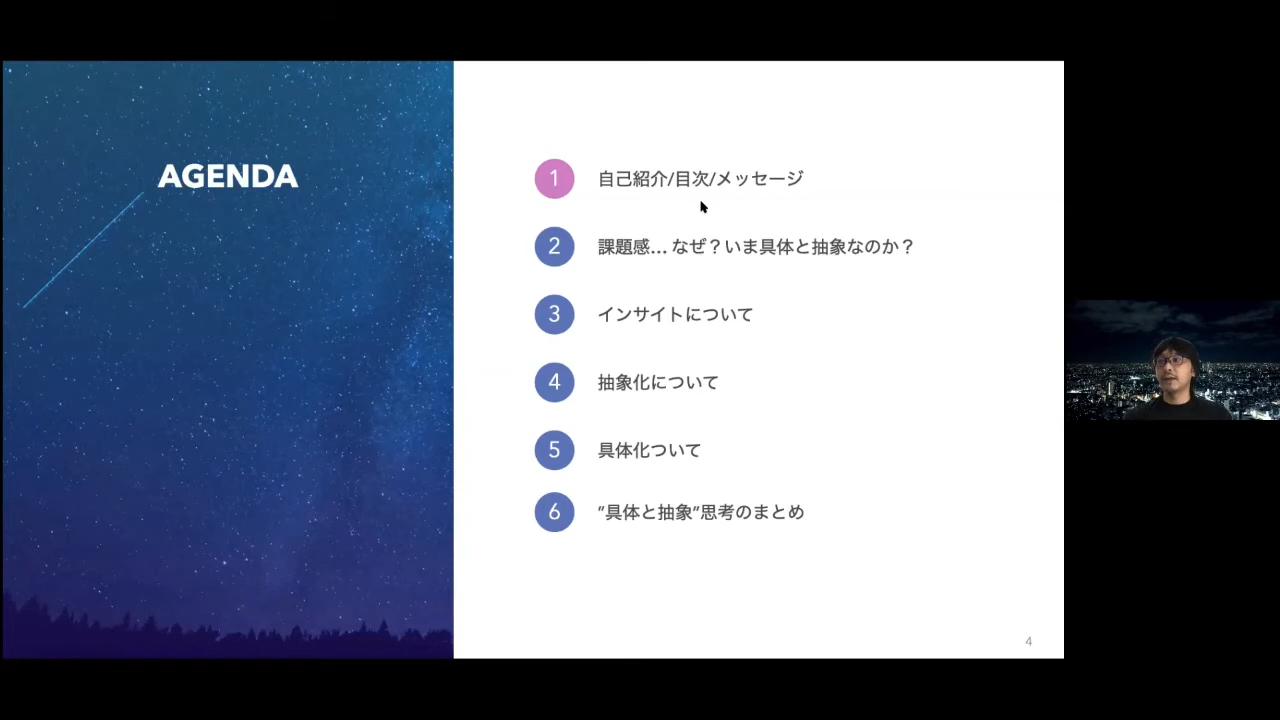 AGENDA
1 自己紹介/目次/メッセージ
2 課題感… なぜ？いま具体と抽象なのか？
3 インサイトについて
4 抽象化について
5 具体化ついて
6 ”具体と抽象”思考のまとめ
4